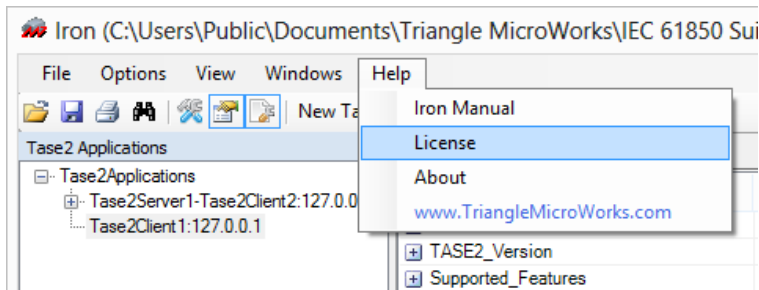 Iron (C:\Users\Public\Documents\Triangle MicroWorks\IEC 61850 Sui
File Options View Windows Help
New Ta
Iron Manual
License
About
www.TriangleMicroWorks.com
Tase2 Applications
Tase2Applications
Tase2Server1-Tase2Client2:127.0.0
Tase2Client1:127.0.0.1
TASE2_Version
Supported_Features